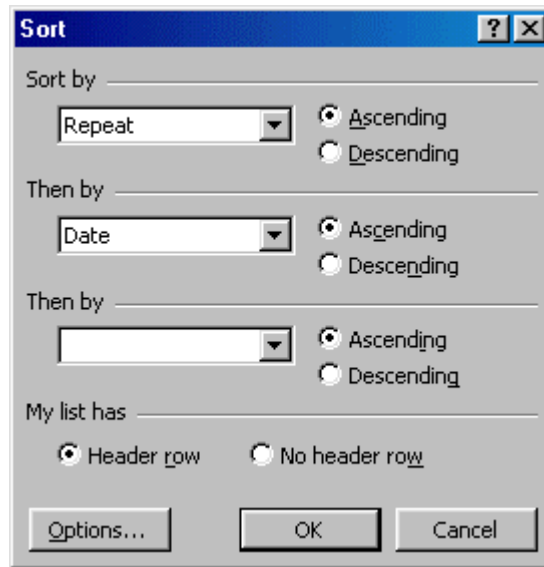 Sort
Sort by
Repeat
Ascending
Descending
Then by
Date
Ascending
Descending
Then by
Ascending
Descending
My list has
Header row
No header row
Options...
OK
Cancel